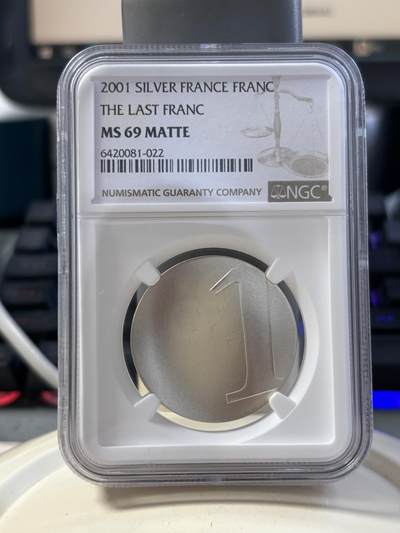 2001 SILVER FRANCE FRANC
THE LAST FRANC
MS 69 MATTE
6420081-022
NUMISMATIC GUARANTY COMPANY NGC®
1